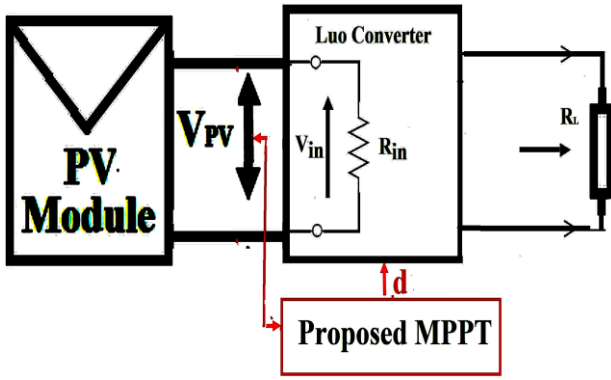 PV
Module
VPV
Luo Converter
Vin
Rin
RL
d
Proposed MPPT